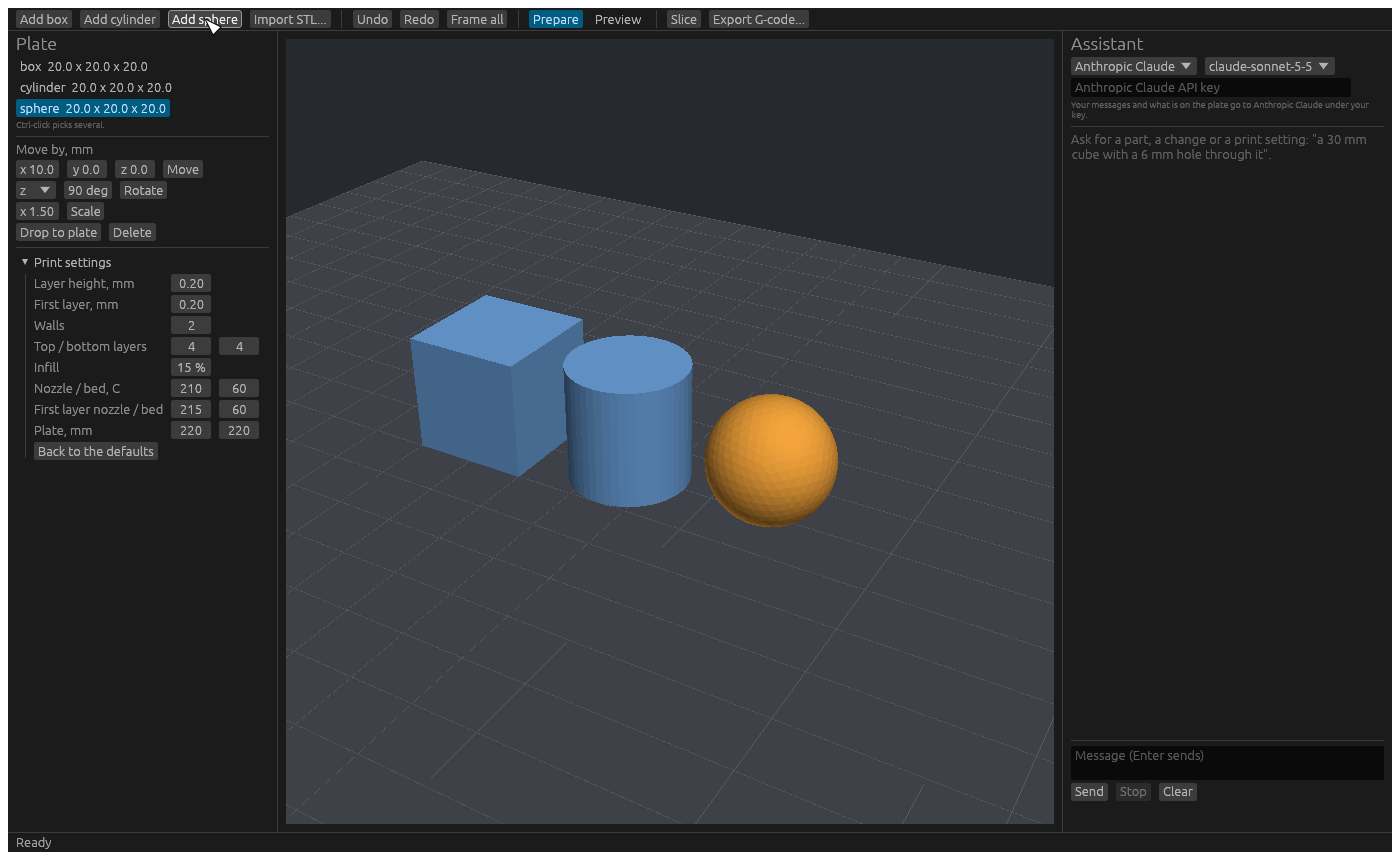 Add box Add cylinder Add sphere Import STL... Undo Redo Frame all Prepare Preview Slice Export G-code...
Plate
box 20.0 x 20.0 x 20.0
cylinder 20.0 x 20.0 x 20.0
sphere 20.0 x 20.0 x 20.0
Ctrl-click picks several.
Move by, mm
x 10.0 y 0.0 z 0.0 Move
z 90 deg Rotate
x 1.50 Scale
Drop to plate Delete
Print settings
Layer height, mm 0.20
First layer, mm 0.20
Walls 2
Top / bottom layers 4 4
Infill 15 %
Nozzle / bed, C 210 60
First layer nozzle / bed 215 60
Plate, mm 220 220
Back to the defaults
Assistant
Anthropic Claude claude-sonnet-5-5
Anthropic Claude API key
Your messages and what is on the plate go to Anthropic Claude under your
key.
Ask for a part, a change or a print setting: "a 30 mm
cube with a 6 mm hole through it".
Message (Enter sends)
Send Stop Clear
Ready